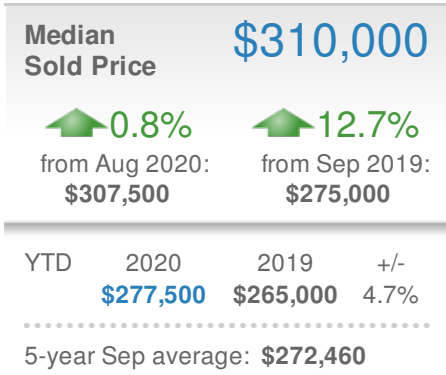 Median
Sold Price
$310,000
0.8%
from Aug 2020:
$307,500
12.7%
from Sep 2019:
$275,000
YTD 2020 2019 +/-
$277,500 $265,000 4.7%
5-year Sep average: $272,460